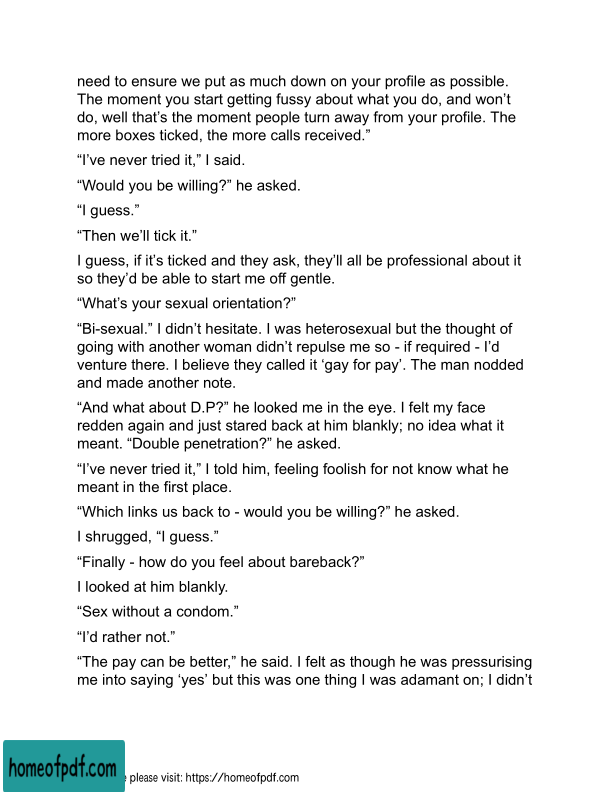 need to ensure we put as much down on your profile as possible.
The moment you start getting fussy about what you do, and won’t
do, well that’s the moment people turn away from your profile. The
more boxes ticked, the more calls received.”
“I’ve never tried it,” I said.
“Would you be willing?” he asked.
“I guess.”
“Then we’ll tick it.”
I guess, if it’s ticked and they ask, they’ll all be professional about it
so they’d be able to start me off gentle.
“What’s your sexual orientation?”
“Bi-sexual.” I didn’t hesitate. I was heterosexual but the thought of
going with another woman didn’t repulse me so - if required - I’d
venture there. I believe they called it ‘gay for pay’. The man nodded
and made another note.
“And what about D.P?” he looked me in the eye. I felt my face
redden again and just stared back at him blankly; no idea what it
meant. “Double penetration?” he asked.
“I’ve never tried it,” I told him, feeling foolish for not know what he
meant in the first place.
“Which links us back to - would you be willing?” he asked.
I shrugged, “I guess.”
“Finally - how do you feel about bareback?”
I looked at him blankly.
“Sex without a condom.”
“I’d rather not.”
“The pay can be better,” he said. I felt as though he was pressurising
me into saying ‘yes’ but this was one thing I was adamant on; I didn’t
homeofpdf.com
please visit: https://homeofpdf.com